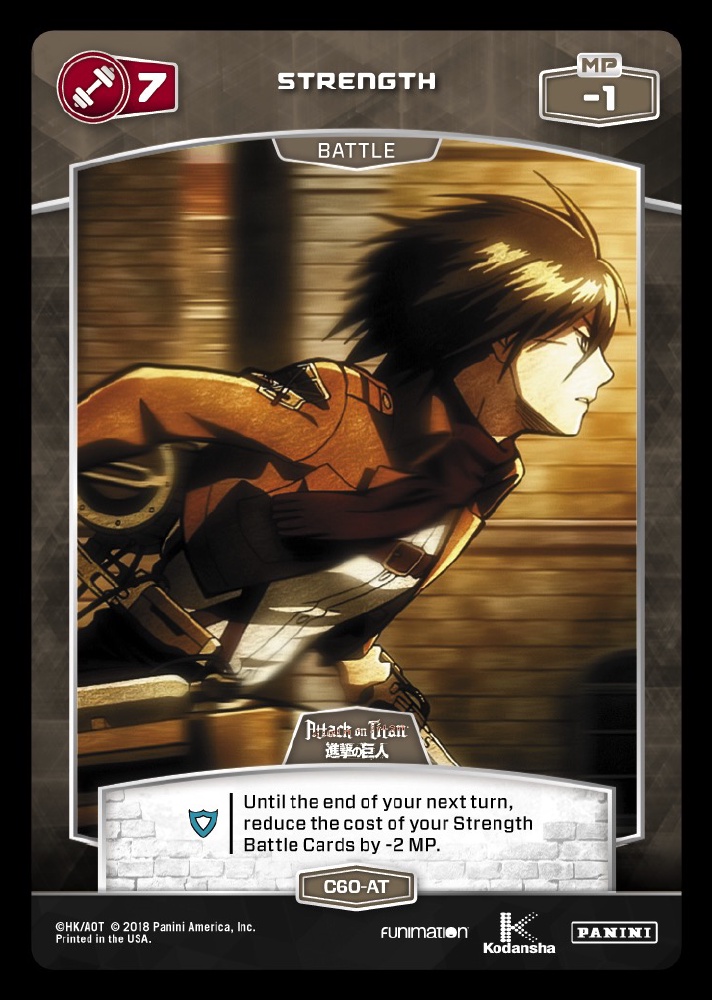 7
STRENGTH
MP
-1
BATTLE
Attack on Titan
進撃の巨人
Until the end of your next turn,
reduce the cost of your Strength
Battle Cards by -2 MP.
C60-AT
©HK/AOT © 2018 Panini America, Inc.
Printed in the USA.
FUNIMATION
Kodansha
PANINI